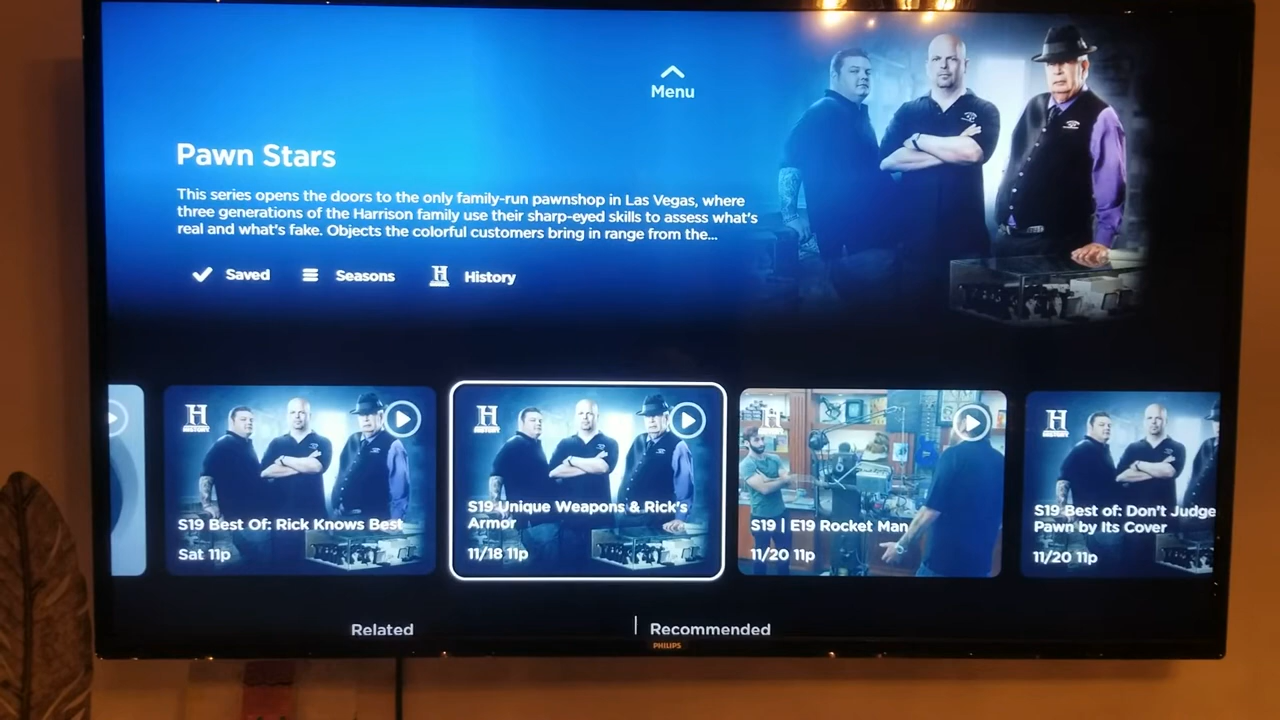 Menu
Pawn Stars
This series opens the doors to the only family-run pawnshop in Las Vegas, where
three generations of the Harrison family use their sharp-eyed skills to assess what's
real and what's fake. Objects the colorful customers bring in range from the...
Saved
Seasons
H
History
H
HISTORY
S19 Best Of: Rick Knows Best
Sat 11p
H
HISTORY
S19 Unique Weapons & Rick's
Armor
11/18 11p
H
HISTORY
S19 | E19 Rocket Man
11/20 11p
H
HISTORY
S19 Best of: Don't Judge
Pawn by Its Cover
11/20 11p
Related
Recommended
PHILIPS